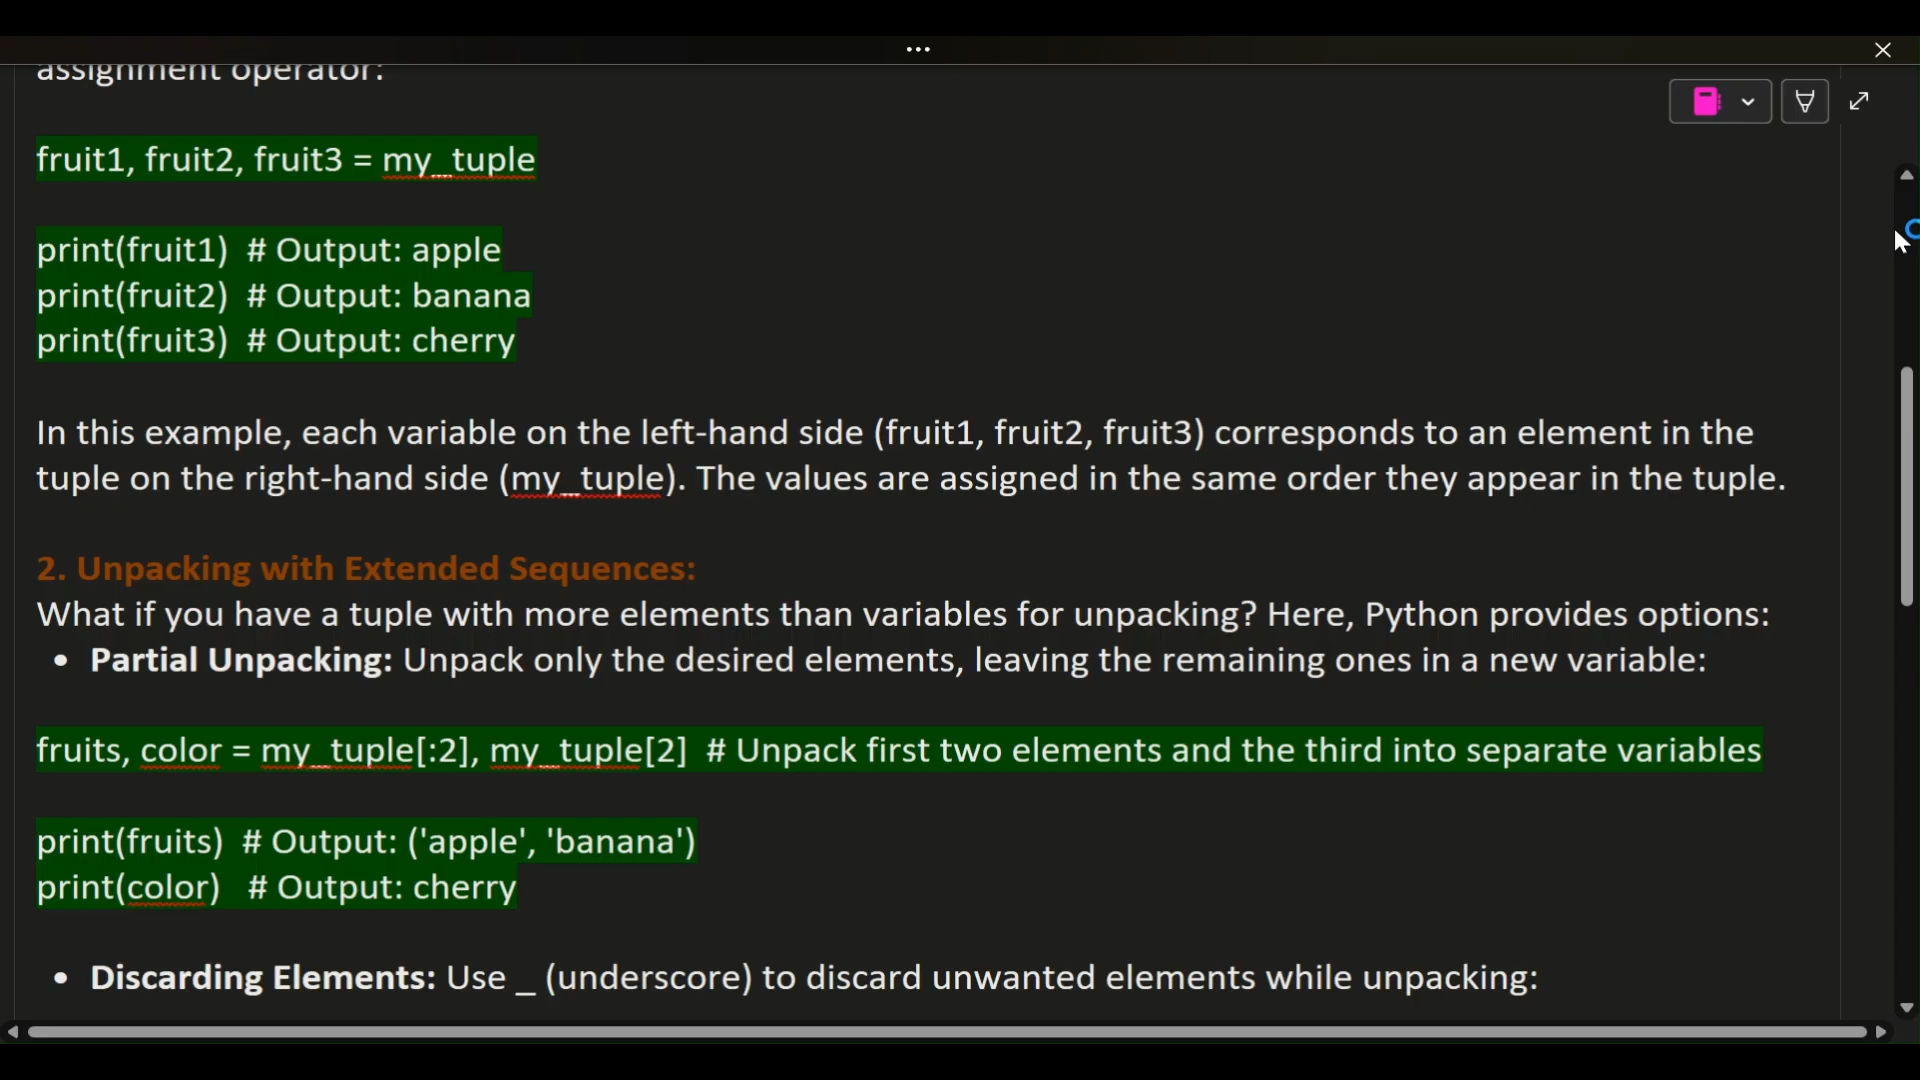 assignment operator:
fruit1, fruit2, fruit3 = my_tuple
print(fruit1)  # Output: apple
print(fruit2)  # Output: banana
print(fruit3)  # Output: cherry
In this example, each variable on the left-hand side (fruit1, fruit2, fruit3) corresponds to an element in the
tuple on the right-hand side (my_tuple). The values are assigned in the same order they appear in the tuple.
2. Unpacking with Extended Sequences:
What if you have a tuple with more elements than variables for unpacking? Here, Python provides options:
• Partial Unpacking: Unpack only the desired elements, leaving the remaining ones in a new variable:
fruits, color = my_tuple[:2], my_tuple[2]  # Unpack first two elements and the third into separate variables
print(fruits)  # Output: ('apple', 'banana')
print(color)   # Output: cherry
• Discarding Elements: Use _ (underscore) to discard unwanted elements while unpacking: